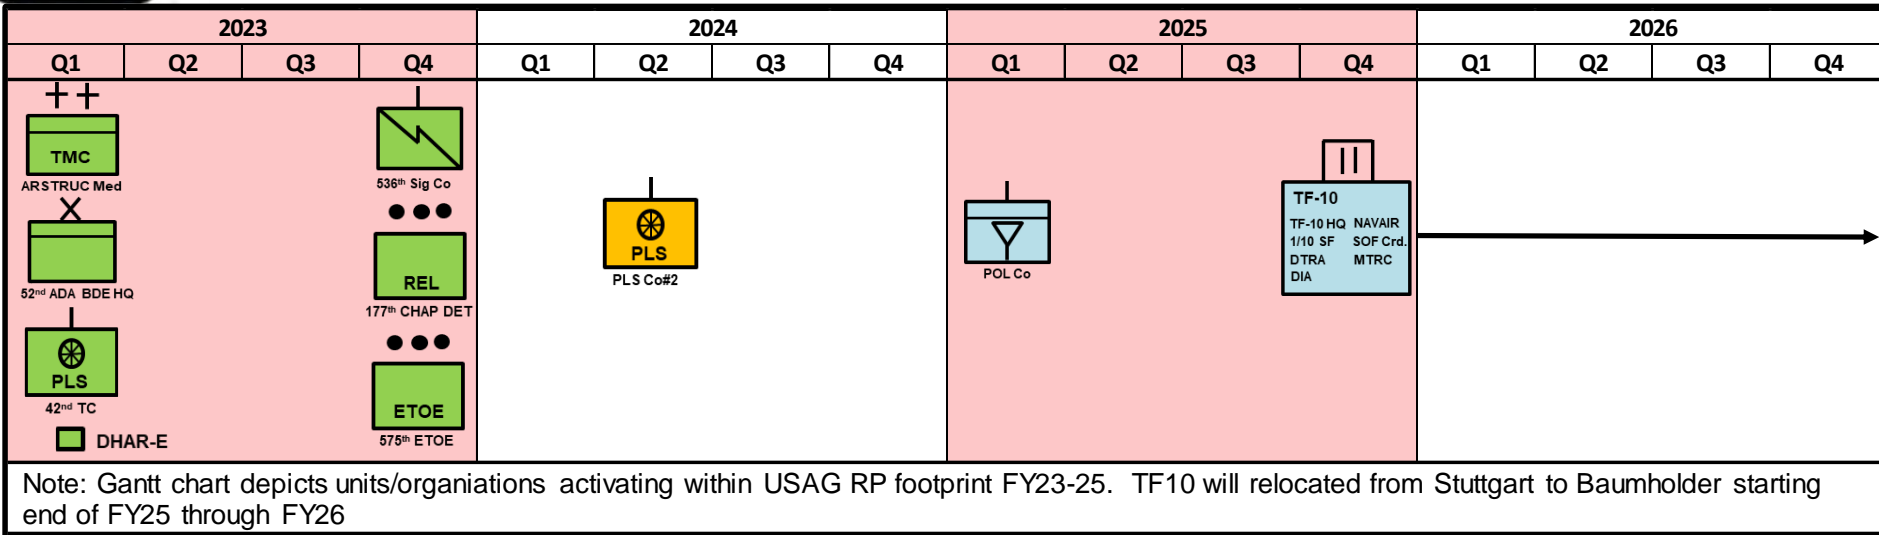 2023 2024 2025 2026
Q1 Q2 Q3 Q4 Q1 Q2 Q3 Q4 Q1 Q2 Q3 Q4 Q1 Q2 Q3 Q4
TMC
ARSTRUC Med
52nd ADA BDE HQ
PLS
42nd TC
DHAR-E
536th Sig Co
REL
177th CHAP DET
ETOE
575th ETOE
PLS
PLS Co#2
POL Co
TF-10
TF-10 HQ NAVAIR
1/10 SF SOF Crd.
DTRA MTRC
DIA
Note: Gantt chart depicts units/organiations activating within USAG RP footprint FY23-25. TF10 will relocated from Stuttgart to Baumholder starting
end of FY25 through FY26